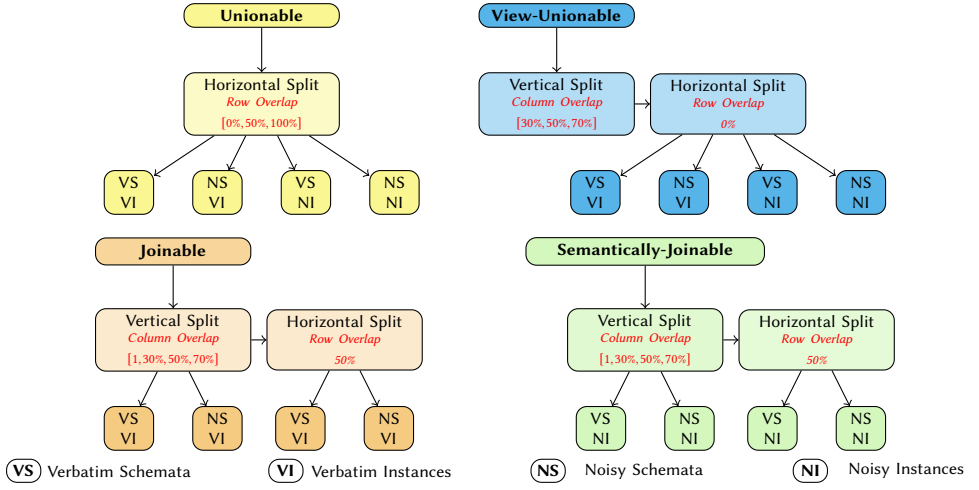 Unionable
Horizontal Split
Row Overlap
[0%,50%,100%]
VS
VI
NS
VI
VS
NI
NS
NI
View-Unionable
Vertical Split
Column Overlap
[30%,50%,70%]
Horizontal Split
Row Overlap
0%
VS
VI
NS
VI
VS
NI
NS
NI
Joinable
Vertical Split
Column Overlap
[1,30%,50%,70%]
Horizontal Split
Row Overlap
50%
VS
VI
NS
VI
VS
VI
NS
VI
Semantically-Joinable
Vertical Split
Column Overlap
[1,30%,50%,70%]
Horizontal Split
Row Overlap
50%
VS
NI
NS
NI
VS
NI
NS
NI
VS Verbatim Schemata
VI Verbatim Instances
NS Noisy Schemata
NI Noisy Instances